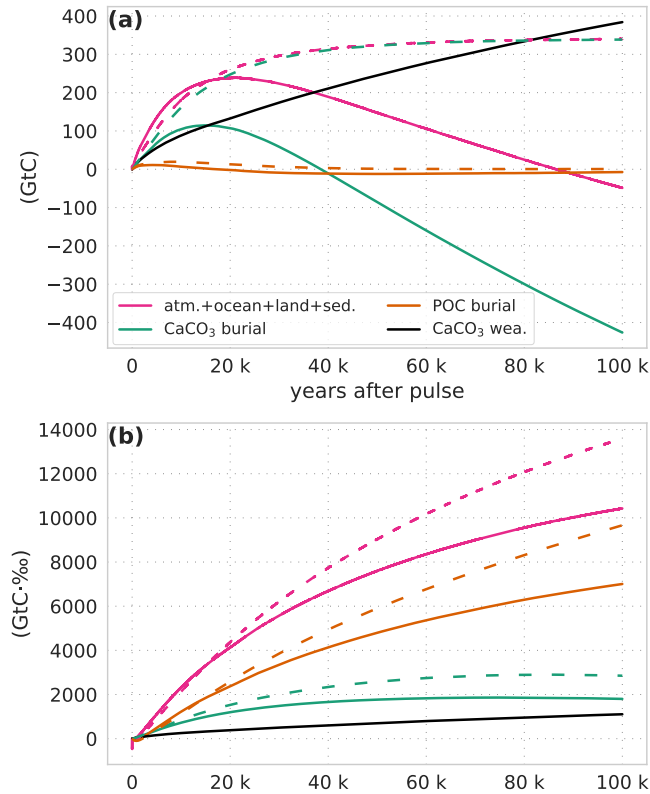 (a)
400
300
200
100
0
−100
−200
−300
−400
(GtC)
atm.+ocean+land+sed.
CaCO₃ burial
POC burial
CaCO₃ wea.
0 20 k 40 k 60 k 80 k 100 k
years after pulse
(b)
14000
12000
10000
8000
6000
4000
2000
0
(GtC·‰)
0 20 k 40 k 60 k 80 k 100 k